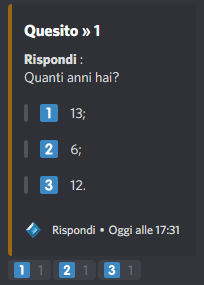 Quesito » 1
Rispondi :
Quanti anni hai?
1 13;
2 6;
3 12.
Rispondi • Oggi alle 17:31
1 1 2 1 3 1